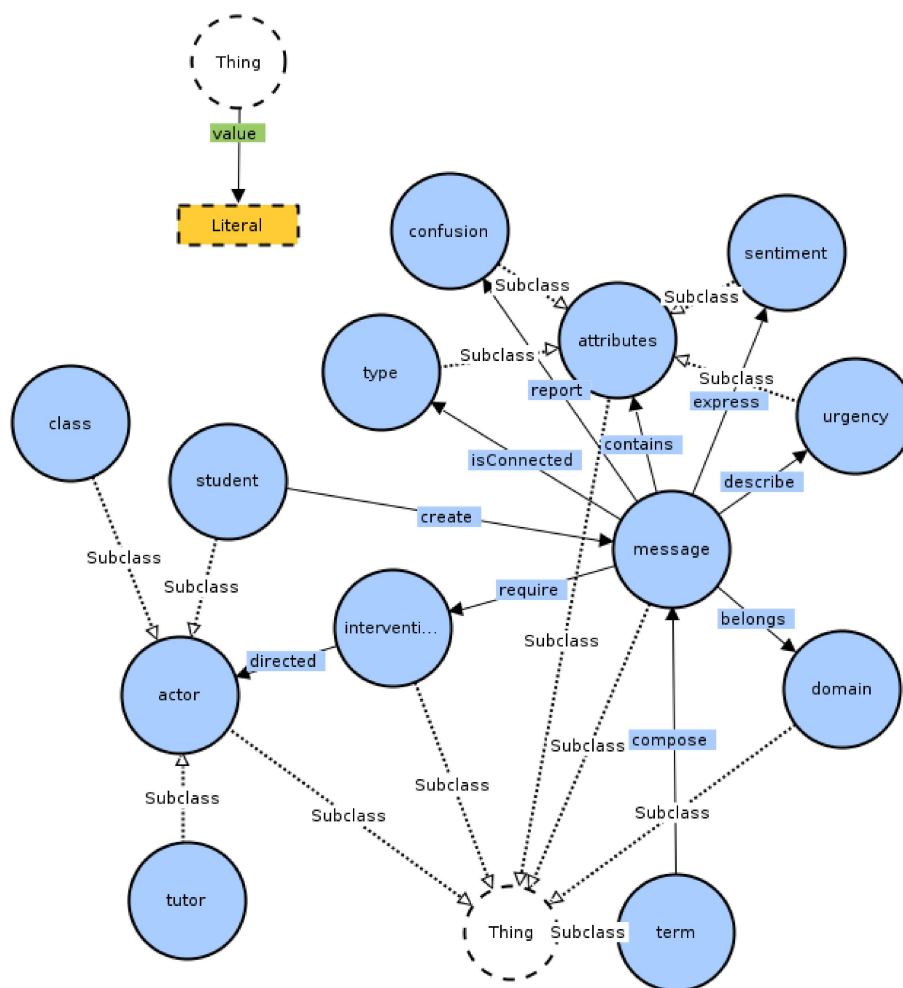 Thing
value
Literal
confusion
sentiment
Subclass
Subclass
attributes
type
Subclass
Subclass
report
express
urgency
class
contains
isConnected
student
describe
create
message
Subclass
Subclass
require
belongs
interventi...
Subclass
directed
actor
domain
Subclass
compose
Subclass
Subclass
Subclass
Subclass
tutor
Thing
Subclass
term